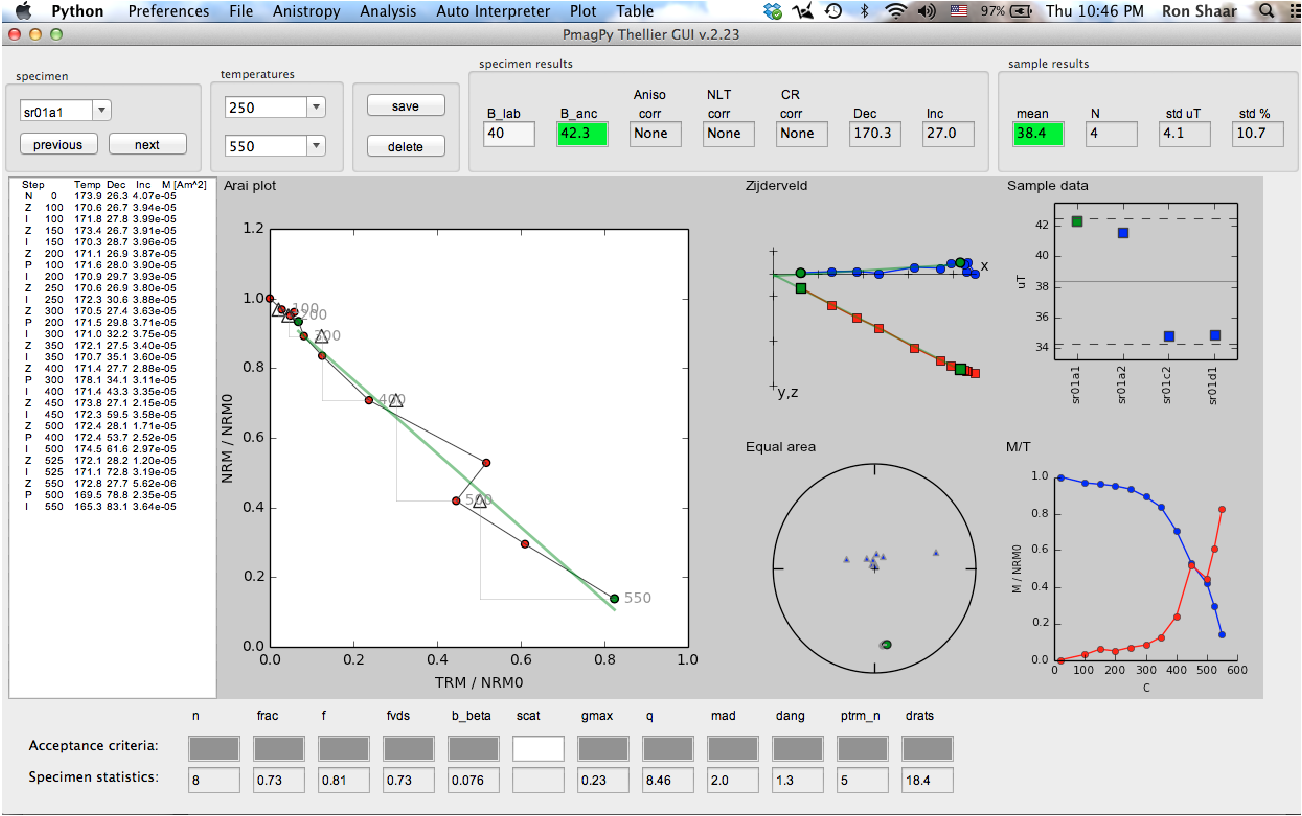 Python Preferences File Anistropy Analysis Auto Interpreter Plot Table 97% Thu 10:46 PM Ron Shaar
PmagPy Thellier GUI v.2.23
specimen
sr01a1
previous next
temperatures
250
550
save
delete
specimen results
Aniso NLT CR
B_lab B_anc corr corr corr Dec Inc
40 42.3 None None None 170.3 27.0
sample results
mean N std uT std %
38.4 4 4.1 10.7
Step Temp Dec Inc M [Am^2]
N 0 173.9 26.3 4.07e-05
Z 100 170.6 26.7 3.94e-05
I 100 171.8 27.8 3.99e-05
Z 150 173.4 26.7 3.91e-05
I 150 170.3 28.7 3.96e-05
Z 200 171.1 26.9 3.87e-05
P 100 171.6 28.0 3.90e-05
I 200 170.9 29.7 3.93e-05
Z 250 170.6 26.9 3.80e-05
I 250 172.3 30.6 3.88e-05
Z 300 170.5 27.4 3.63e-05
P 200 171.5 29.8 3.71e-05
I 300 171.0 32.2 3.75e-05
Z 350 172.1 27.5 3.40e-05
I 350 170.7 35.1 3.60e-05
Z 400 171.4 27.7 2.88e-05
P 300 178.1 34.1 3.11e-05
I 400 171.4 43.3 3.35e-05
Z 450 173.8 27.1 2.15e-05
I 450 172.3 59.5 3.58e-05
Z 500 172.4 28.1 1.71e-05
P 400 172.4 53.7 2.52e-05
I 500 174.5 61.6 2.97e-05
Z 525 172.1 28.2 1.20e-05
I 525 171.1 72.8 3.19e-05
Z 550 172.8 27.7 5.62e-06
P 500 169.5 78.8 2.35e-05
I 550 165.3 83.1 3.64e-05
Arai plot
1.2
1.0
0.8
0.6
0.4
0.2
0.0
NRM / NRM0
100
200
300
400
500
550
0.0 0.2 0.4 0.6 0.8 1.0
TRM / NRM0
Zijderveld
X
y,z
Sample data
42
40
38
36
34
uT
sr01a1 sr01a2 sr01c2 sr01d1
Equal area
M/T
1.0
0.8
0.6
0.4
0.2
0.0
M / NRM0
0 100 200 300 400 500 600
C
n frac f fvds b_beta scat gmax q mad dang ptrm_n drats
Acceptance criteria:
Specimen statistics: 8 0.73 0.81 0.73 0.076 0.23 8.46 2.0 1.3 5 18.4